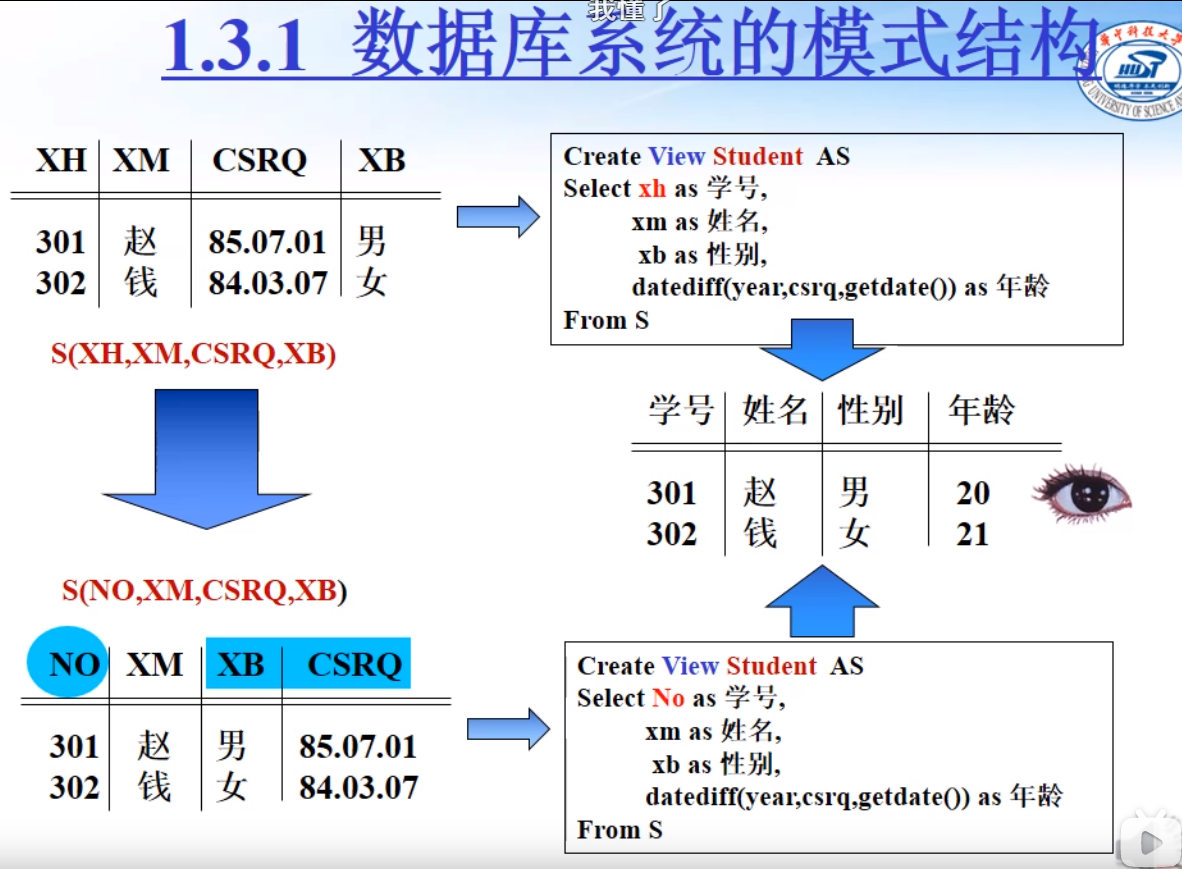 我懂了
1.3.1 数据库系统的模式结构
XH XM CSRQ XB
301 赵 85.07.01 男
302 钱 84.03.07 女
S(XH,XM,CSRQ,XB)
Create View Student AS
Select xh as 学号,
xm as 姓名,
xb as 性别,
datediff(year,csrq,getdate()) as 年龄
From S
学号 姓名 性别 年龄
301 赵 男 20
302 钱 女 21
S(NO,XM,CSRQ,XB)
NO XM XB CSRQ
301 赵 男 85.07.01
302 钱 女 84.03.07
Create View Student AS
Select No as 学号,
xm as 姓名,
xb as 性别,
datediff(year,csrq,getdate()) as 年龄
From S